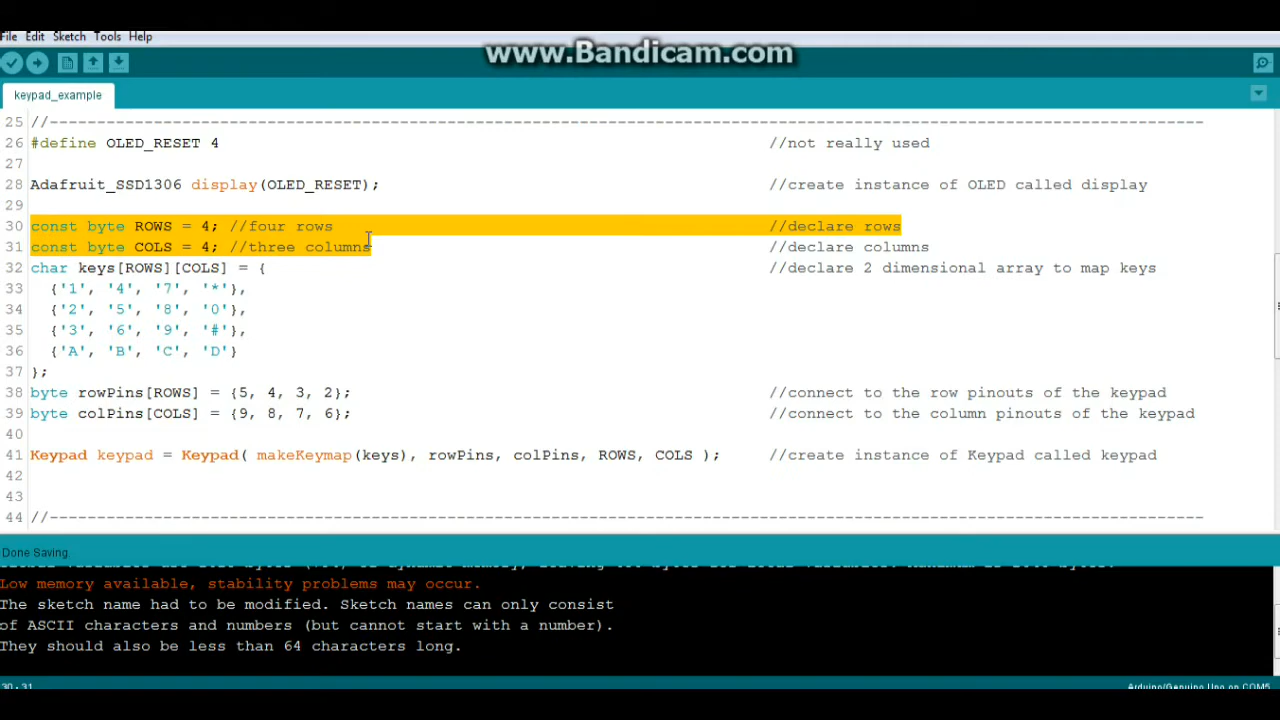 www.Bandicam.com
File Edit Sketch Tools Help
keypad_example
25 //--------------------------------------------------------------------------------------------------------------------------
26 #define OLED_RESET 4 //not really used
27
28 Adafruit_SSD1306 display(OLED_RESET); //create instance of OLED called display
29
30 const byte ROWS = 4; //four rows //declare rows
31 const byte COLS = 4; //three columns //declare columns
32 char keys[ROWS][COLS] = { //declare 2 dimensional array to map keys
33 {'1', '4', '7', '*'},
34 {'2', '5', '8', '0'},
35 {'3', '6', '9', '#'},
36 {'A', 'B', 'C', 'D'}
37 };
38 byte rowPins[ROWS] = {5, 4, 3, 2}; //connect to the row pinouts of the keypad
39 byte colPins[COLS] = {9, 8, 7, 6}; //connect to the column pinouts of the keypad
40
41 Keypad keypad = Keypad( makeKeymap(keys), rowPins, colPins, ROWS, COLS ); //create instance of Keypad called keypad
42
43
44 //--------------------------------------------------------------------------------------------------------------------------
Done Saving.
Low memory available, stability problems may occur.
The sketch name had to be modified. Sketch names can only consist
of ASCII characters and numbers (but cannot start with a number).
They should also be less than 64 characters long.
30 - 31 Arduino/Genuino Uno on COM5